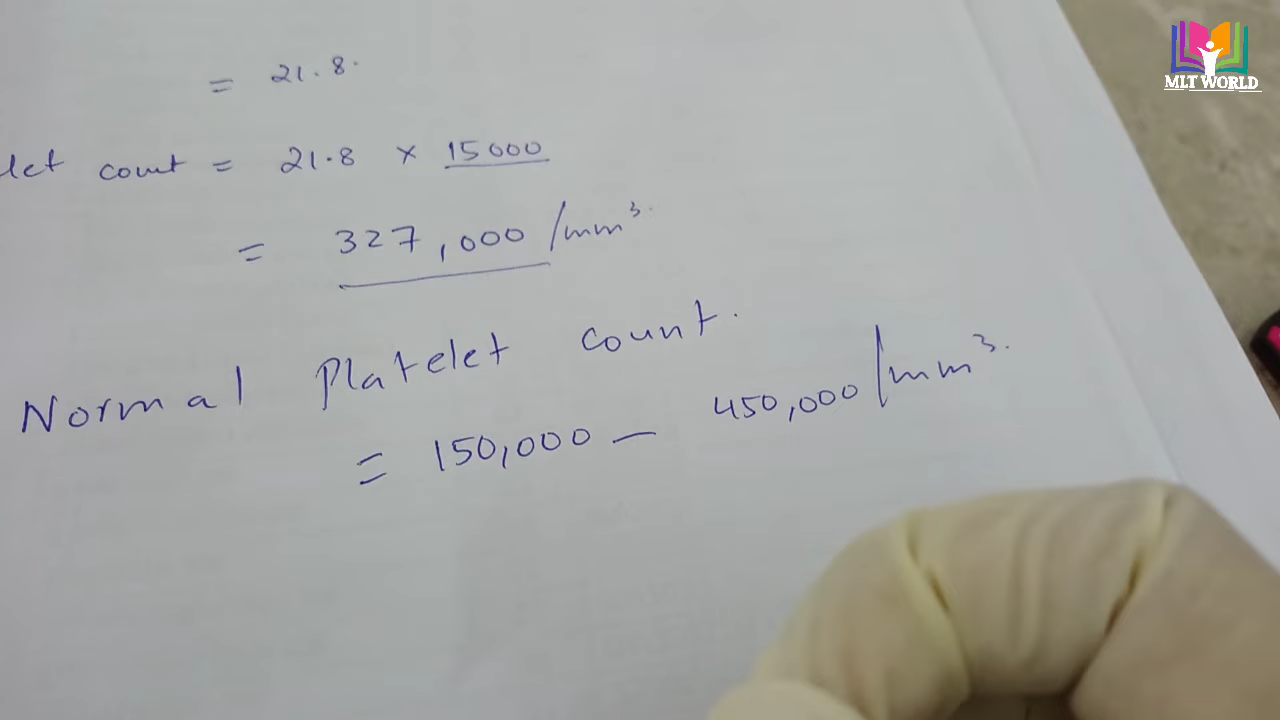 = 21.8.
let count = 21.8 × 15000
= 327,000 /mm³.
Normal Platelet count.
= 150,000 – 450,000 /mm³.
MLT WORLD